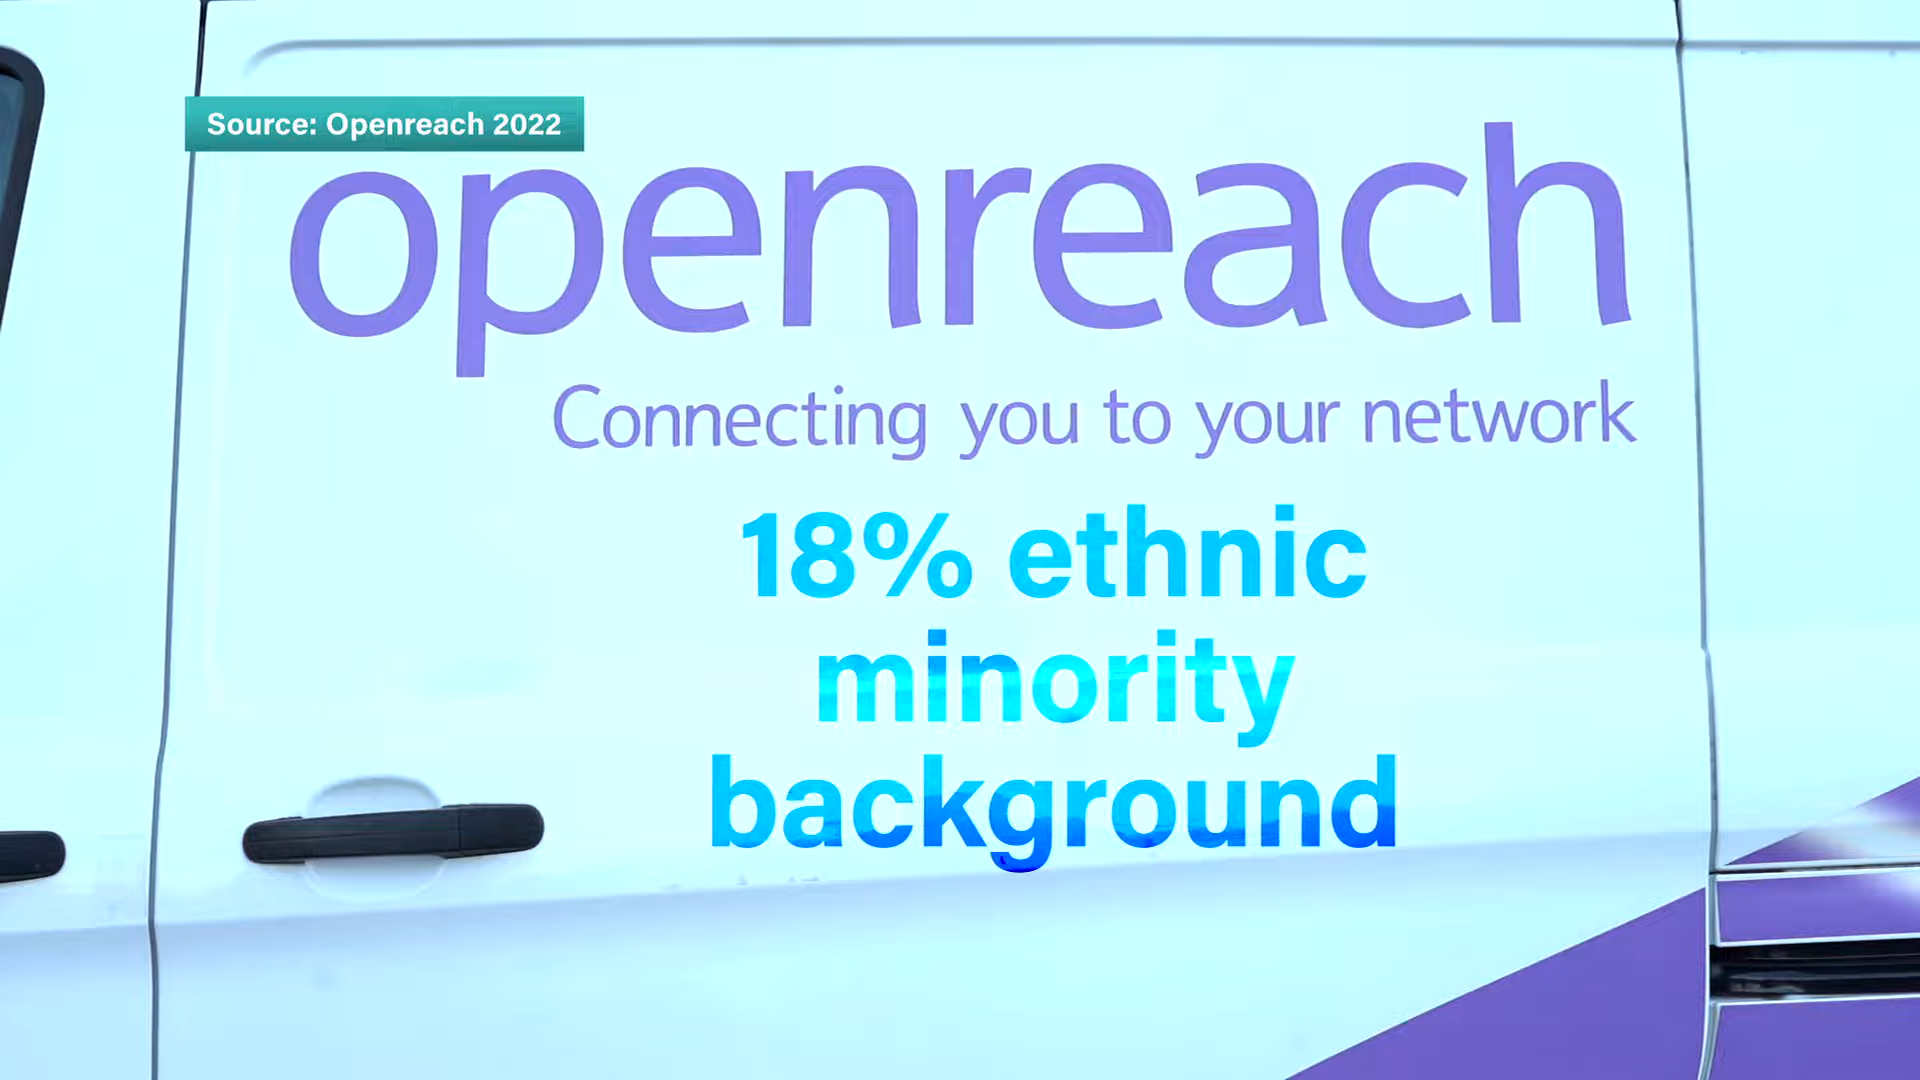 Source: Openreach 2022
openreach
Connecting you to your network
18% ethnic
minority
background